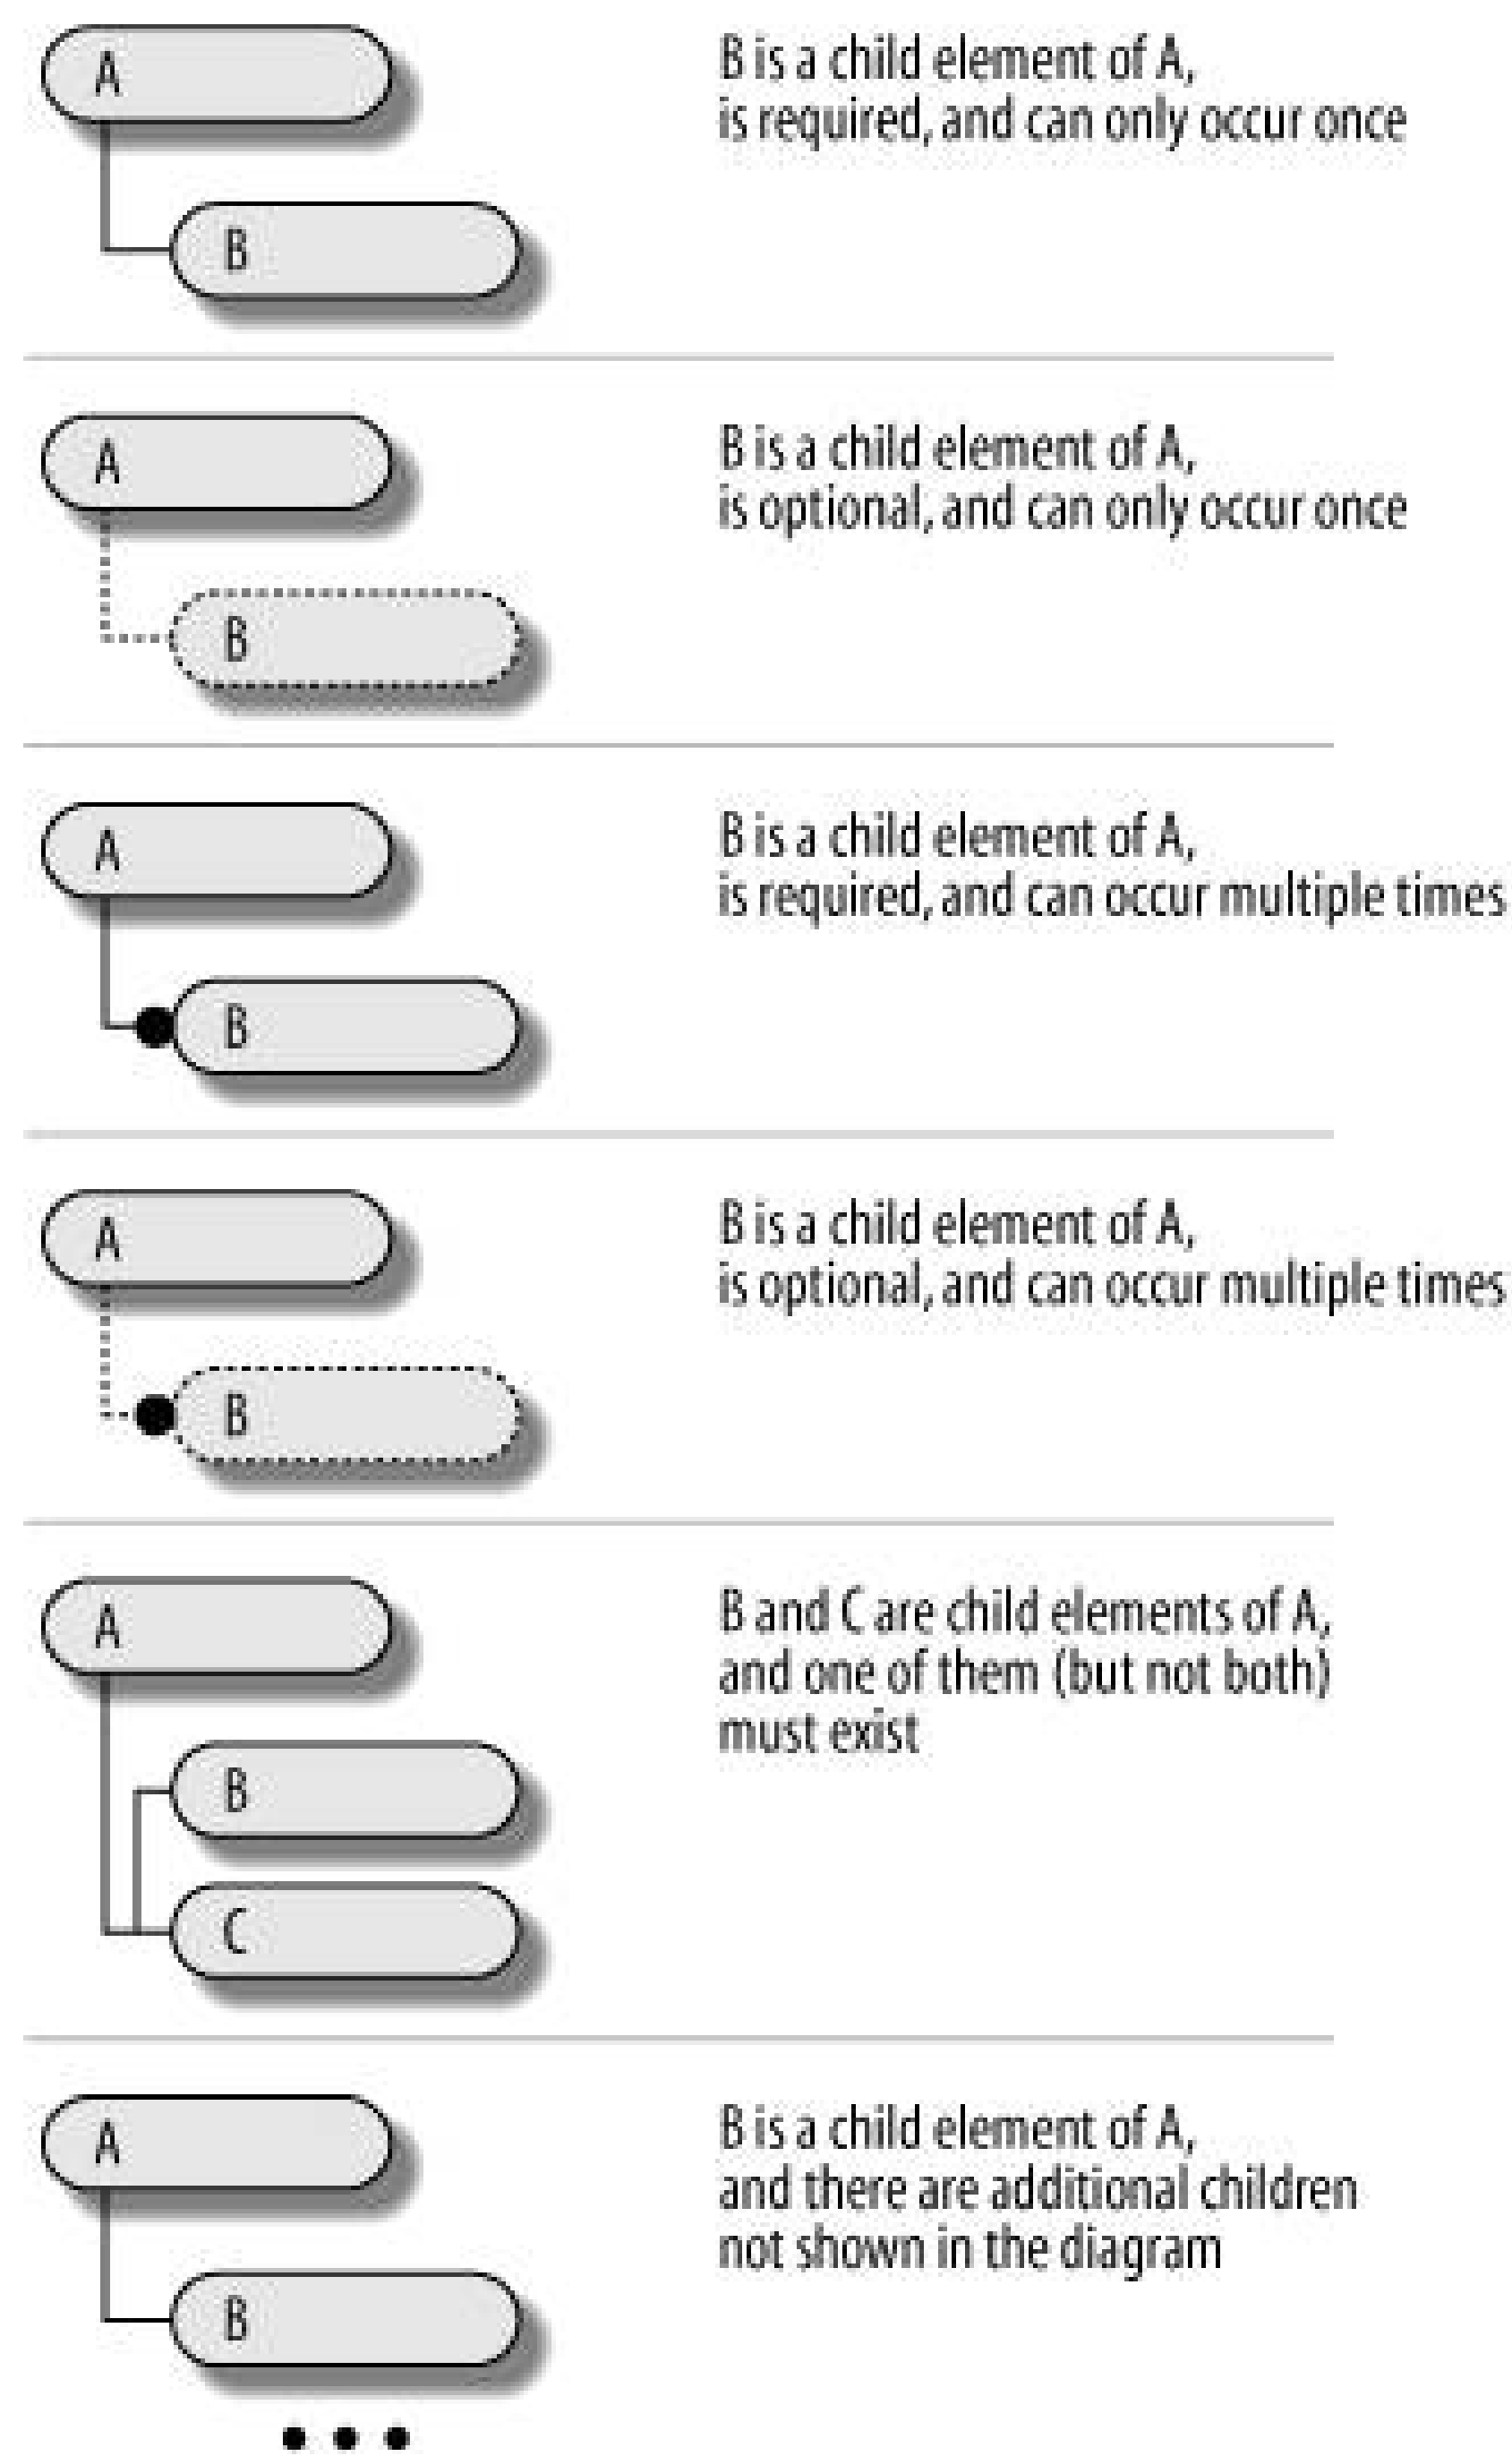 A
B is a child element of A,
is required, and can only occur once
B
A
B is a child element of A,
is optional, and can only occur once
B
A
B is a child element of A,
is required, and can occur multiple times
B
A
B is a child element of A,
is optional, and can occur multiple times
B
A
B and C are child elements of A,
and one of them (but not both)
must exist
B
C
A
B is a child element of A,
and there are additional children
not shown in the diagram
B